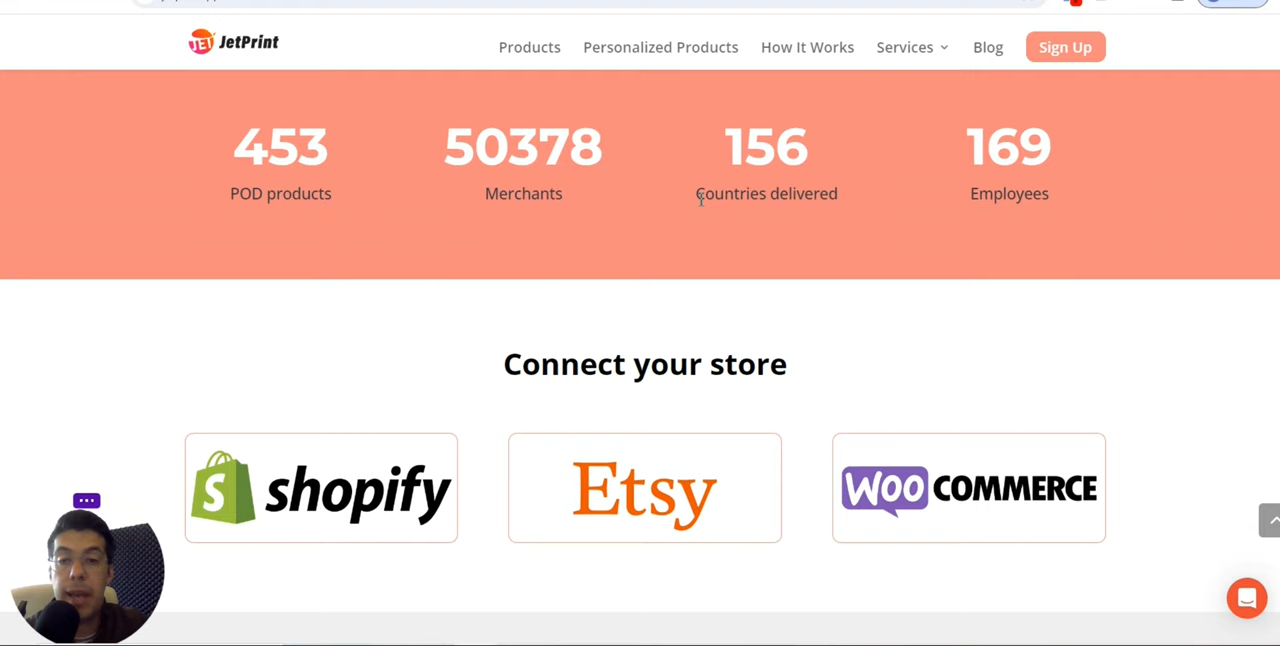 JET JetPrint
Products Personalized Products How It Works Services Blog Sign Up
453 50378 156 169
POD products Merchants Countries delivered Employees
Connect your store
S shopify Etsy WOO COMMERCE